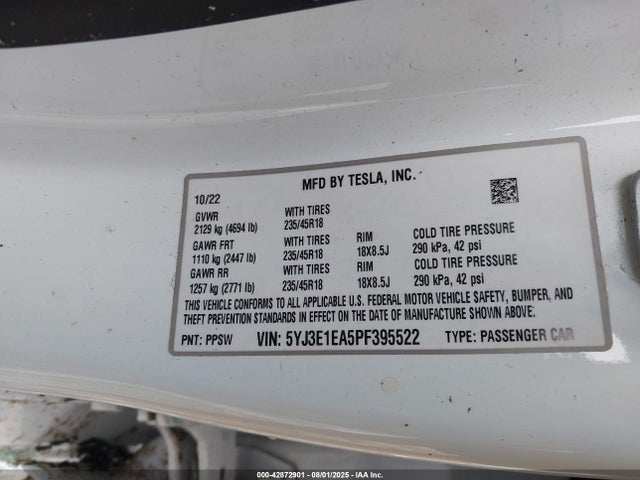 MFD BY TESLA, INC.
10/22
GVWR WITH TIRES
2129 kg (4694 lb) 235/45R18
GAWR FRT WITH TIRES RIM COLD TIRE PRESSURE
1110 kg (2447 lb) 235/45R18 18X8.5J 290 kPa, 42 psi
GAWR RR WITH TIRES RIM COLD TIRE PRESSURE
1257 kg (2771 lb) 235/45R18 18X8.5J 290 kPa, 42 psi
THIS VEHICLE CONFORMS TO ALL APPLICABLE U.S. FEDERAL MOTOR VEHICLE SAFETY, BUMPER, AND
THEFT PREVENTION STANDARDS IN EFFECT ON THE DATE OF MANUFACTURE SHOWN ABOVE.
PNT: PPSW VIN: 5YJ3E1EA5PF395522 TYPE: PASSENGER CAR
000-42872901 - 08/01/2025 - IAA Inc.